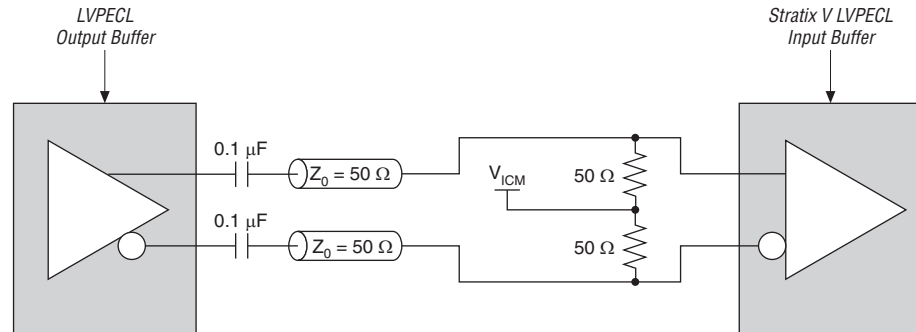 LVPECL
Output Buffer
Stratix V LVPECL
Input Buffer
0.1 µF
Z0 = 50 Ω
VICM
50 Ω
0.1 µF
Z0 = 50 Ω
50 Ω